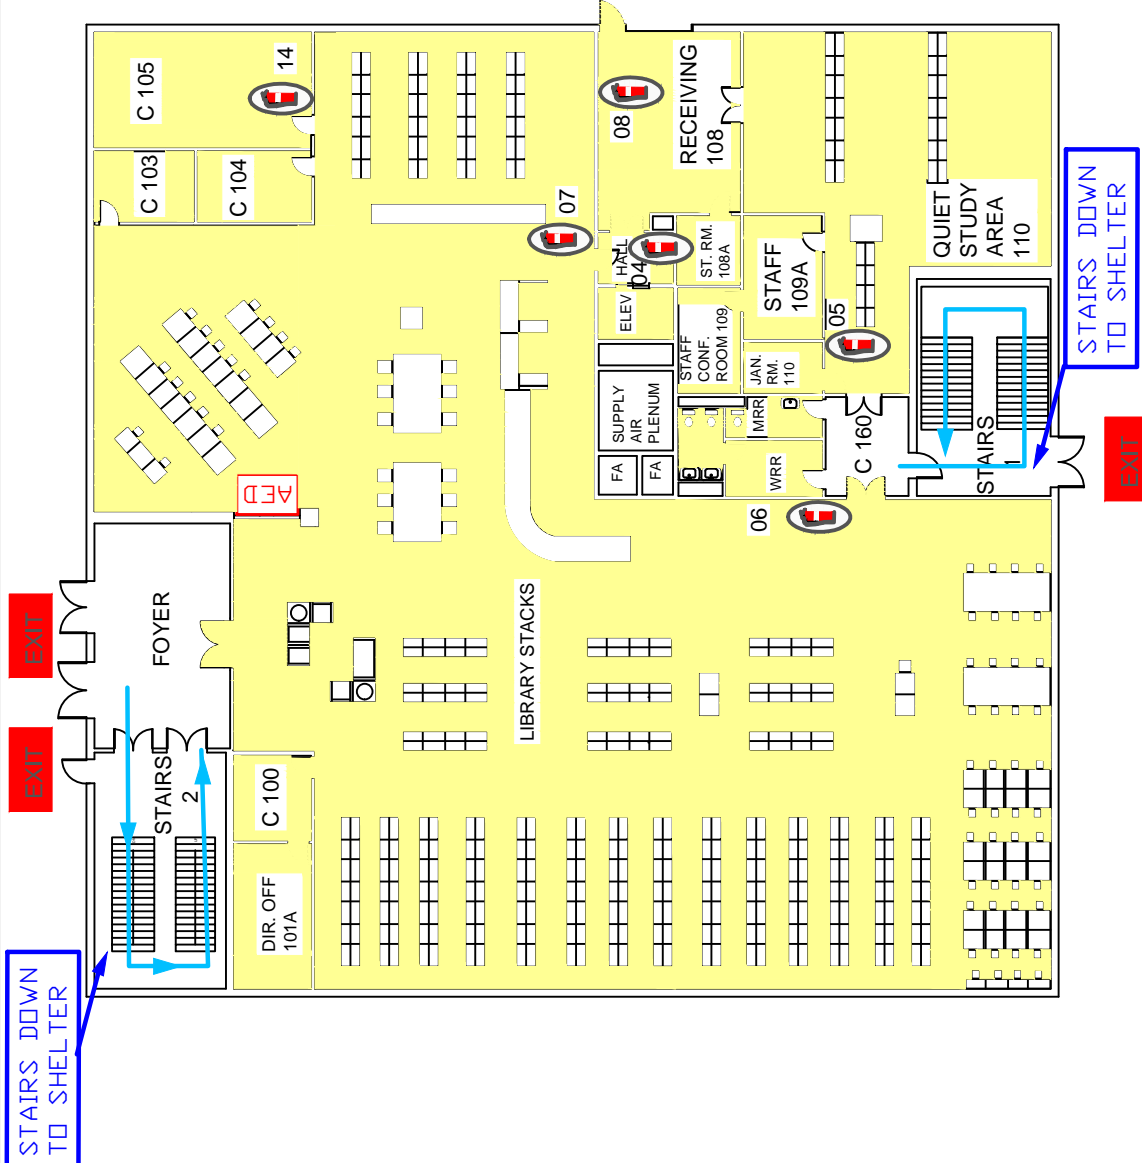 C 105
14
C 103
C 104
07
08
RECEIVING
108
HALL
04
ST. RM.
108A
ELEV
STAFF
109A
STAFF
CONF.
ROOM 109
JAN.
RM.
110
05
QUIET
STUDY
AREA
110
STAIRS DOWN
TO SHELTER
SUPPLY
AIR
PLENUM
FA
FA
MRR
WRR
C 160
STAIRS
1
EXIT
06
AED
FOYER
EXIT
EXIT
LIBRARY STACKS
STAIRS
2
C 100
DIR. OFF
101A
STAIRS DOWN
TO SHELTER